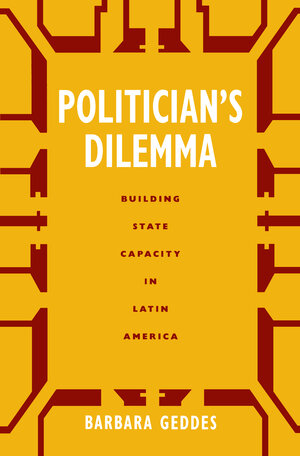 POLITICIAN'S
DILEMMA
BUILDING
STATE
CAPACITY
IN
LATIN
AMERICA
BARBARA GEDDES